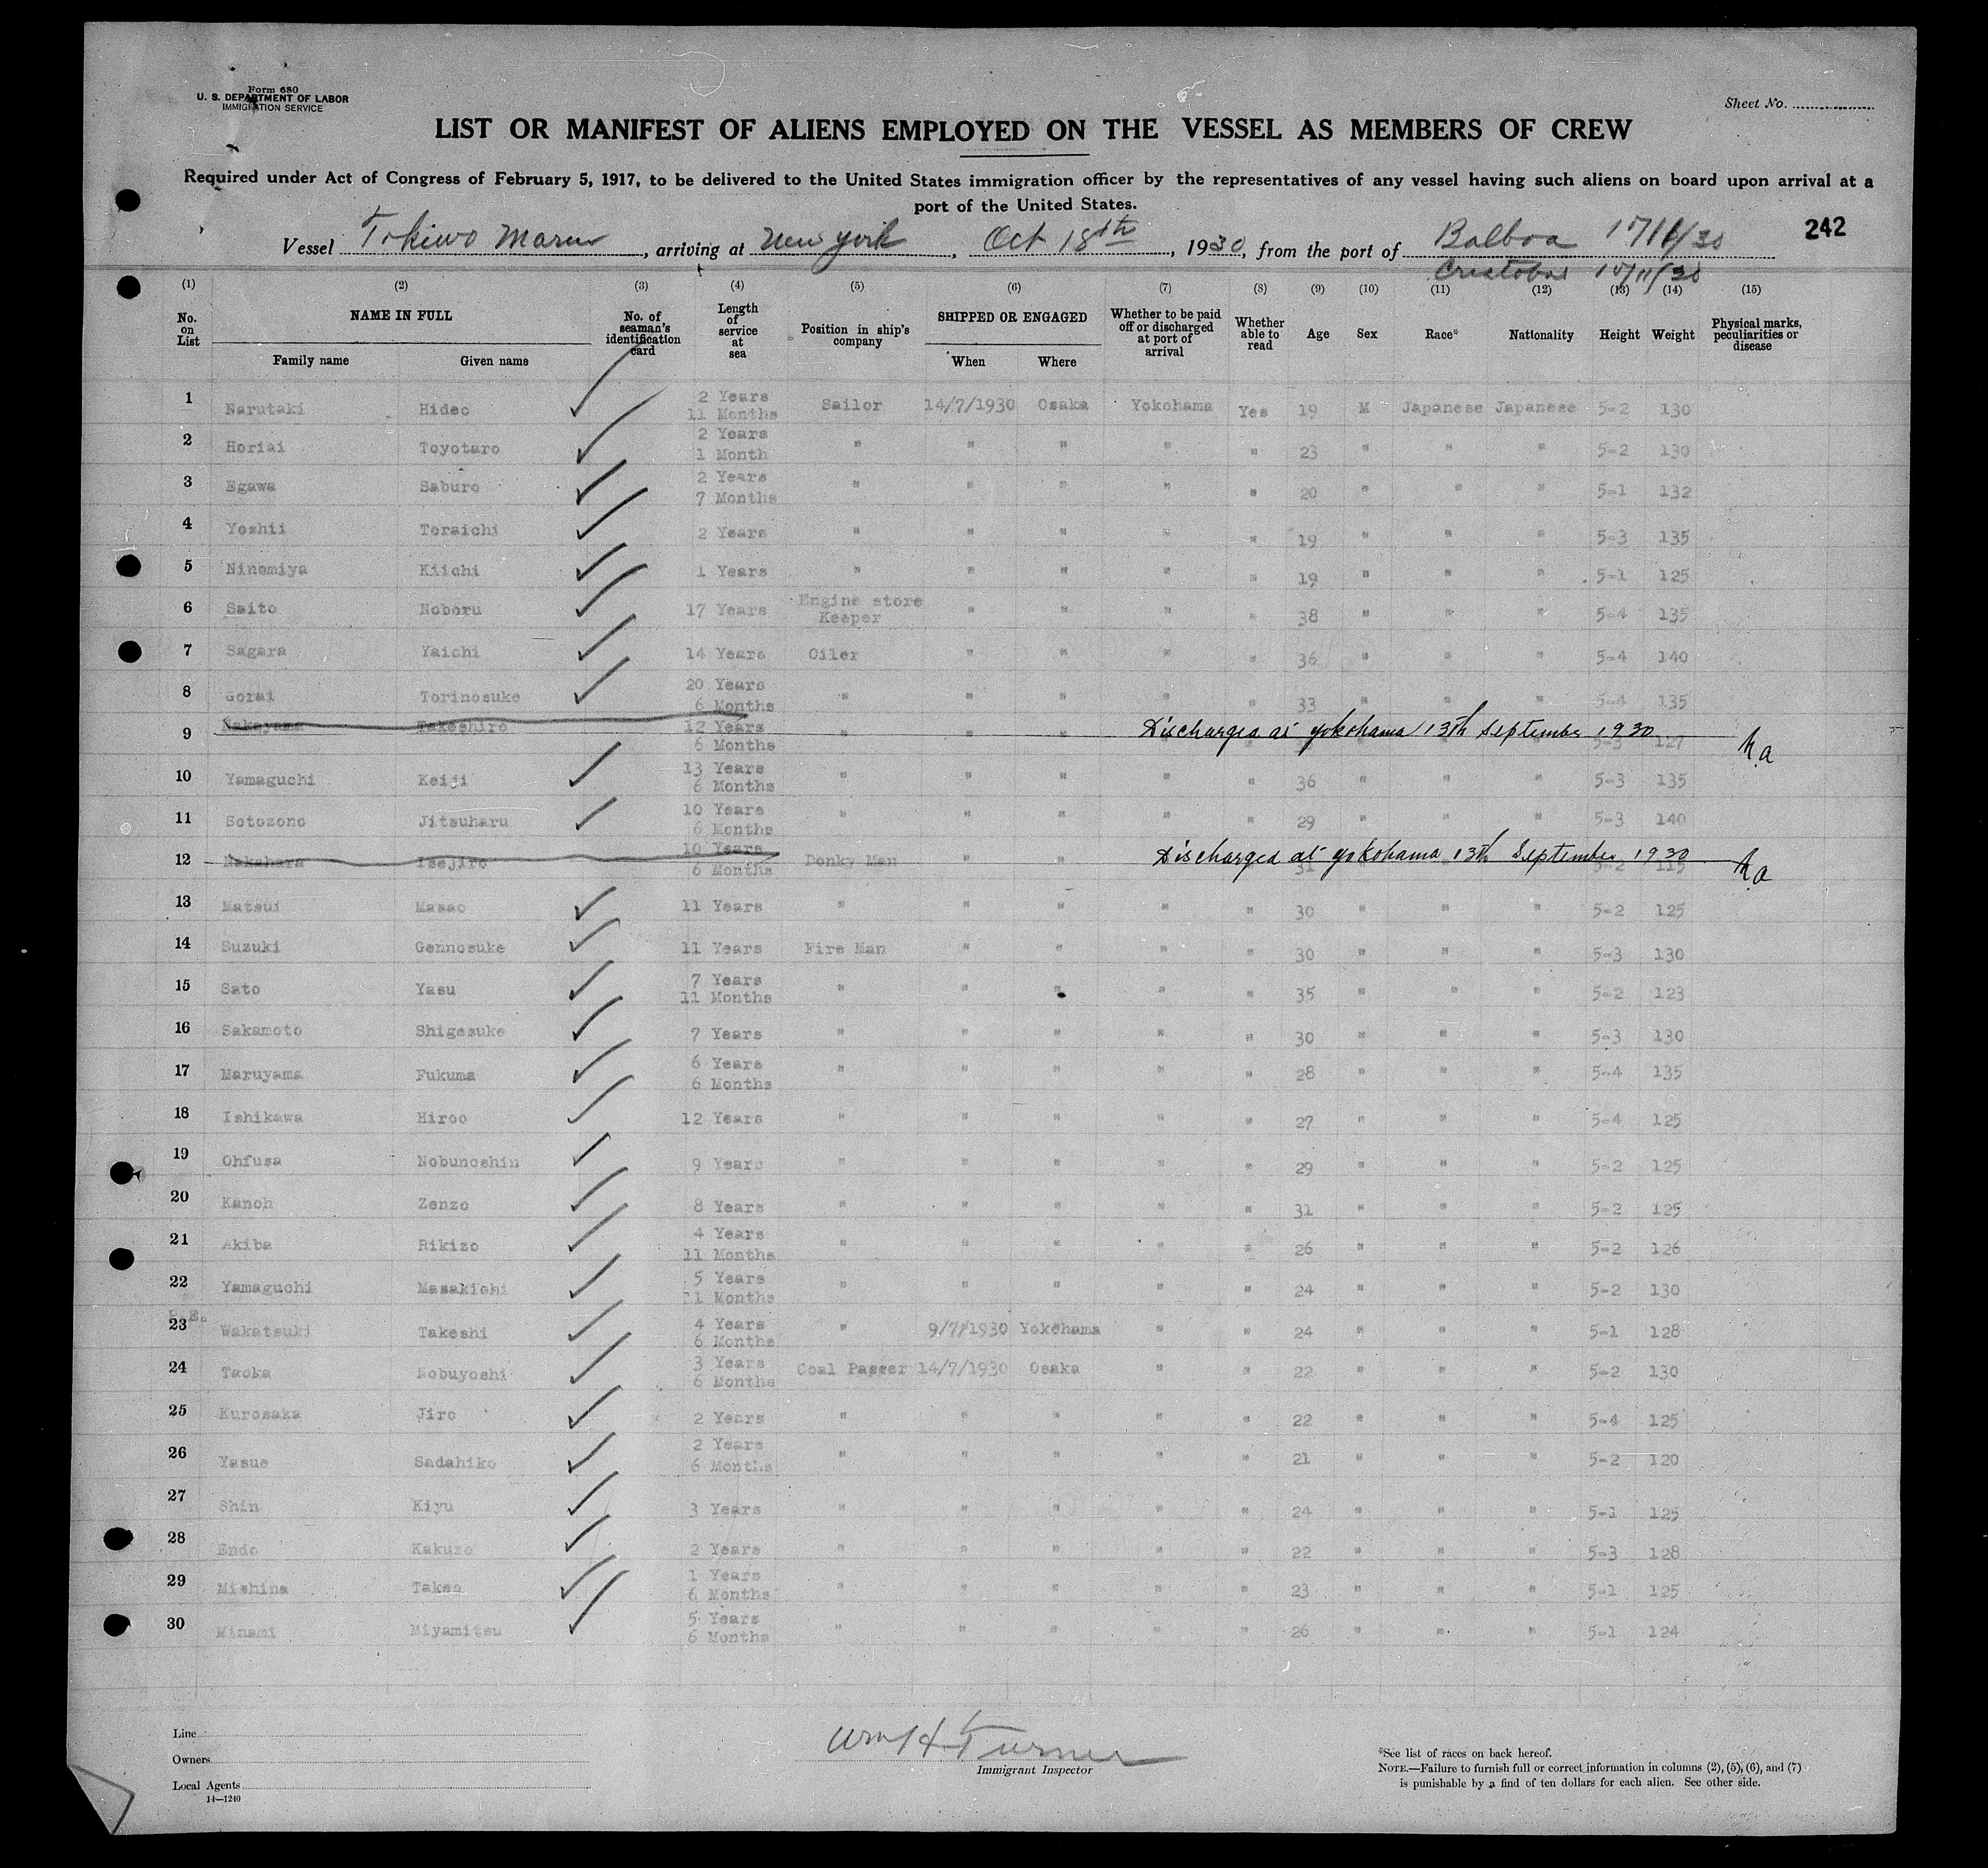 Form 680
U. S. DEPARTMENT OF LABOR
IMMIGRATION SERVICE
Sheet No.
LIST OR MANIFEST OF ALIENS EMPLOYED ON THE VESSEL AS MEMBERS OF CREW
Required under Act of Congress of February 5, 1917, to be delivered to the United States immigration officer by the representatives of any vessel having such aliens on board upon arrival at a
port of the United States.
242
Vessel Tokiwo Maru, arriving at New York, Oct 18th, 1930, from the port of Balboa
Cristobal
(1) (2) (3) (4) (5) (6) (7) (8) (9) (10) (11) (12) (13) (14) (15)
No. on List NAME IN FULL Family name Given name No. of seaman's identification card Length of service at sea Position in ship's company SHIPPED OR ENGAGED When Where Whether to be paid off or discharged at port of arrival Whether able to read Age Sex Race* Nationality Height Weight Physical marks, peculiarities or disease
1 Narutaki Hideo 2 Years 11 Months Sailor 14/7/1930 Osaka Yokohama Yes 19 M Japanese Japanese 5-2 130
2 Horiai Toyotaro 2 Years 1 Month " " " " " 23 " " " 5-2 130
3 Egawa Saburo 2 Years 7 Months " " " " " 20 " " " 5-1 132
4 Yoshii Toraichi 2 Years " " " " " 19 " " " 5-3 135
5 Ninomiya Kiichi 1 Years " " " " " 19 " " " 5-1 125
6 Saito Noboru 17 Years Engine store Keeper " " " " 38 " " " 5-4 135
7 Sagara Yaichi 14 Years Oiler " " " " 36 " " " 5-4 140
8 Gorai Torinosuke 20 Years 6 Months " " " " " 33 " " " 5-4 135
9 Nakayama Takeshiro 12 Years 6 Months " " " Discharged at Yokohama 13th September 1930 5-3 127
10 Yamaguchi Keiji 13 Years 6 Months " " " " " 36 " " " 5-3 135
11 Sotozono Jitsuharu 10 Years 6 Months " " " " " 29 " " " 5-3 140
12 Nakahara Isejiro 10 Years 6 Months Donky Man " " Discharged at Yokohama 13th September 1930 31 5-2 115
13 Matsui Masao 11 Years " " " " " 30 " " " 5-2 125
14 Suzuki Gennosuke 11 Years Fire Man " " " " 30 " " " 5-3 130
15 Sato Yasu 7 Years 11 Months " " " " " 35 " " " 5-2 123
16 Sakamoto Shigesuke 7 Years " " " " " 30 " " " 5-3 130
17 Maruyama Fukuma 6 Years 6 Months " " " " " 28 " " " 5-4 135
18 Ishikawa Hiroo 12 Years " " " " " 27 " " " 5-4 125
19 Ohfusa Nobunoshin 9 Years " " " " " 29 " " " 5-2 125
20 Kanoh Zenzo 8 Years " " " " " 31 " " " 5-2 125
21 Akiba Rikizo 4 Years 11 Months " " " " " 26 " " " 5-2 126
22 Yamaguchi Masakichi 5 Years 11 Months " " " " " 24 " " " 5-2 130
23 Wakatsuki Takeshi 4 Years 6 Months " 9/7/1930 Yokohama " " 24 " " " 5-1 128
24 Taoka Nobuyoshi 3 Years 6 Months Coal Passer 14/7/1930 Osaka " " 22 " " " 5-2 130
25 Kurosaka Jiro 2 Years " " " " " 22 " " " 5-4 125
26 Yasue Sadahiko 2 Years 6 Months " " " " " 21 " " " 5-2 120
27 Shin Kiyu 3 Years " " " " " 24 " " " 125
28 Endo Kakuzo 2 Years " " " " " 22 " " " 5-3 128
29 Mishina Takeo 1 Years 6 Months " " " " " 23 " " " 5-1 125
30 Minami Miyamitsu 5 Years 6 Months " " " " " 26 " " " 5-1 124
Line
Owners
Local Agents
14—1240
Wm H Turner
Immigrant Inspector
*See list of races on back hereof.
NOTE.—Failure to furnish full or correct information in columns (2), (5), (6), and (7)
is punishable by a find of ten dollars for each alien. See other side.